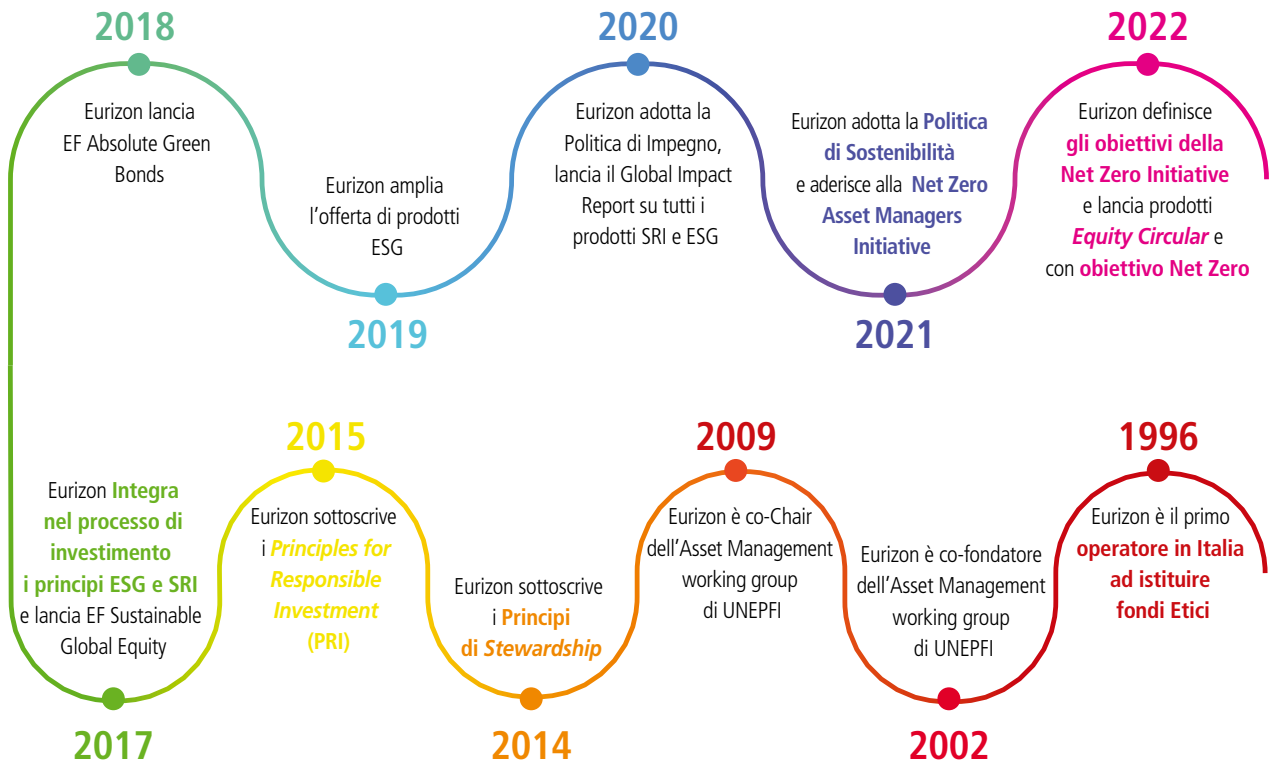 2018
Eurizon lancia
EF Absolute Green
Bonds
2019
Eurizon amplia
l'offerta di prodotti
ESG
2020
Eurizon adotta la
Politica di Impegno,
lancia il Global Impact
Report su tutti i
prodotti SRI e ESG
2021
Eurizon adotta la Politica
di Sostenibilità
e aderisce alla Net Zero
Asset Managers
Initiative
2022
Eurizon definisce
gli obiettivi della
Net Zero Initiative
e lancia prodotti
Equity Circular e
con obiettivo Net Zero
2017
Eurizon Integra
nel processo di
investimento
i principi ESG e SRI
e lancia EF Sustainable
Global Equity
2015
Eurizon sottoscrive
i Principles for
Responsible
Investment
(PRI)
2014
Eurizon sottoscrive
i Principi
di Stewardship
2009
Eurizon è co-Chair
dell'Asset Management
working group
di UNEPFI
2002
Eurizon è co-fondatore
dell'Asset Management
working group
di UNEPFI
1996
Eurizon è il primo
operatore in Italia
ad istituire
fondi Etici